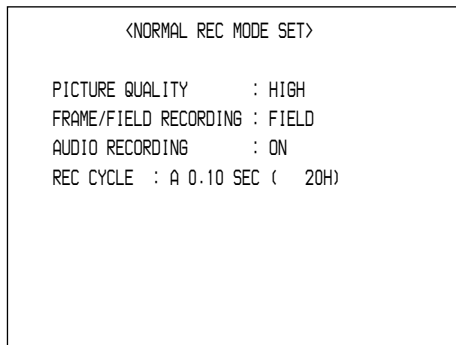 <NORMAL REC MODE SET>
PICTURE QUALITY : HIGH
FRAME/FIELD RECORDING : FIELD
AUDIO RECORDING : ON
REC CYCLE : A 0.10 SEC ( 20H)